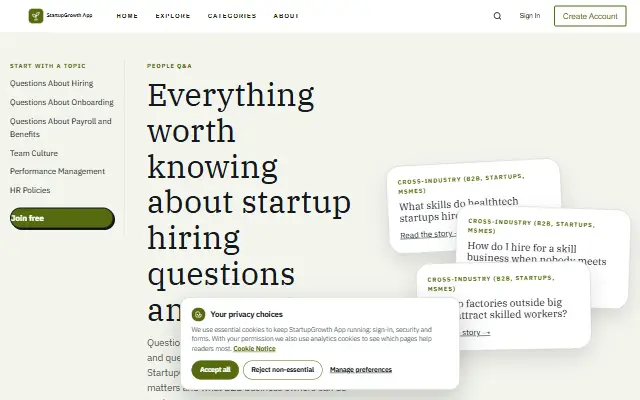 StartupGrowth App
HOME EXPLORE CATEGORIES ABOUT
Sign In
Create Account
START WITH A TOPIC
Questions About Hiring
Questions About Onboarding
Questions About Payroll and
Benefits
Team Culture
Performance Management
HR Policies
Join free
PEOPLE Q&A
Everything
worth
knowing
about startup
hiring
questions
CROSS-INDUSTRY (B2B, STARTUPS,
MSMES)
What skills do healthtech
startups
Read the story
CROSS-INDUSTRY (B2B, STARTUPS,
MSMES)
How do I hire for a skill
business when nobody meets
CROSS-INDUSTRY (B2B, STARTUPS,
MSMES)
factories outside big
attract skilled workers?
story →
Your privacy choices
We use essential cookies to keep StartupGrowth App running: sign-in, security and
forms. With your permission we also use analytics cookies to see which pages help
readers most. Cookie Notice
Accept all
Reject non-essential
Manage preferences
and
matters